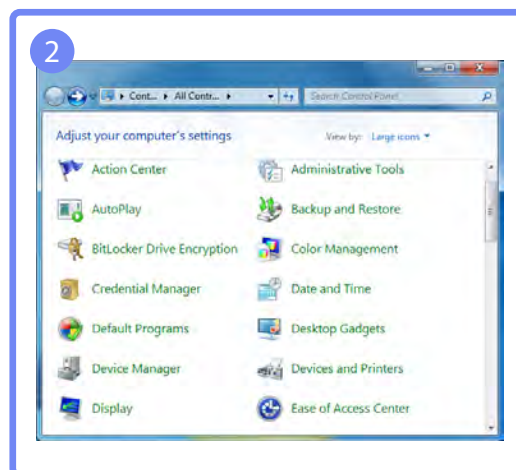 2
Cont... All Contr...
Search Control Panel
Adjust your computer's settings
View by: Large icons
Action Center
Administrative Tools
AutoPlay
Backup and Restore
BitLocker Drive Encryption
Color Management
Credential Manager
Date and Time
Default Programs
Desktop Gadgets
Device Manager
Devices and Printers
Display
Ease of Access Center